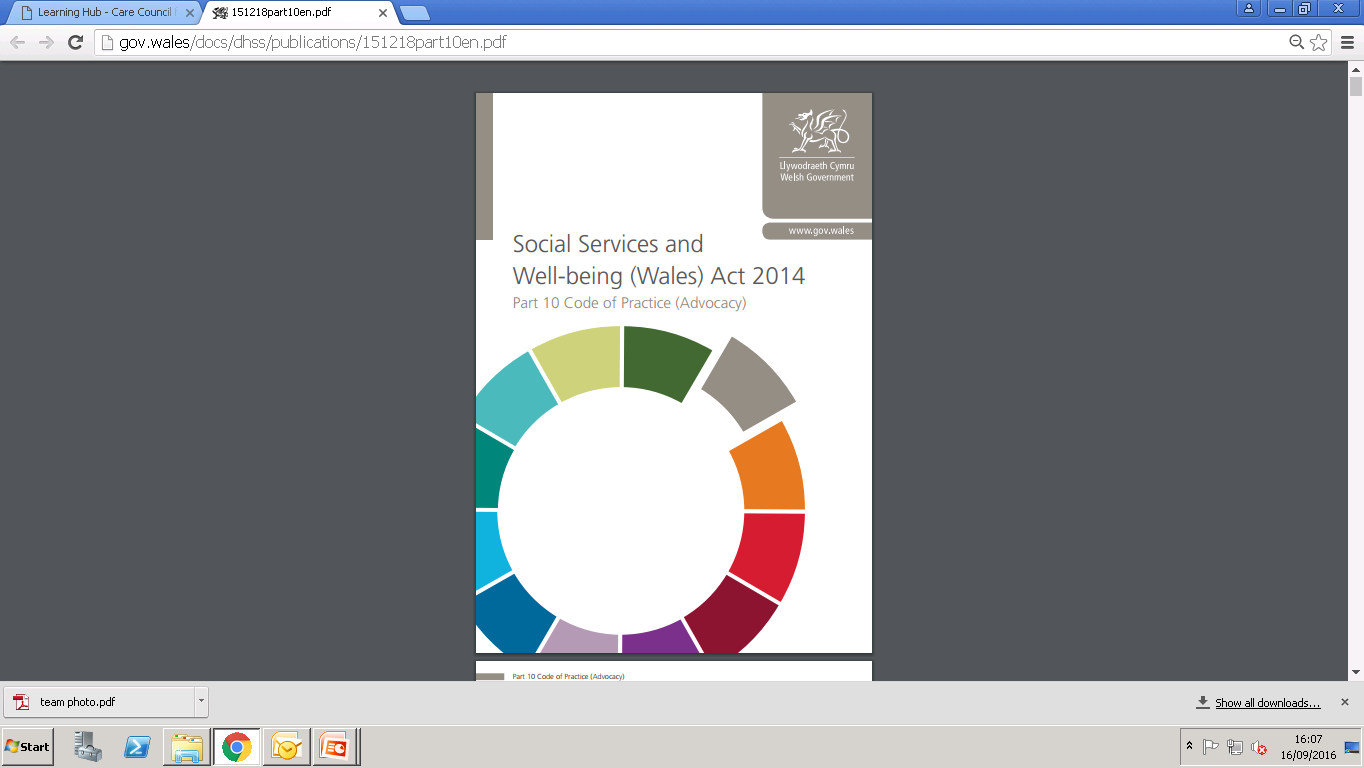 Learning Hub - Care Council
151218part10en.pdf
gov.wales/docs/dhss/publications/151218part10en.pdf
Llywodraeth Cymru
Welsh Government
www.gov.wales
Social Services and
Well-being (Wales) Act 2014
Part 10 Code of Practice (Advocacy)
Part 10 Code of Practice (Advocacy)
team photo.pdf
Show all downloads...
Start
16:07
16/09/2016